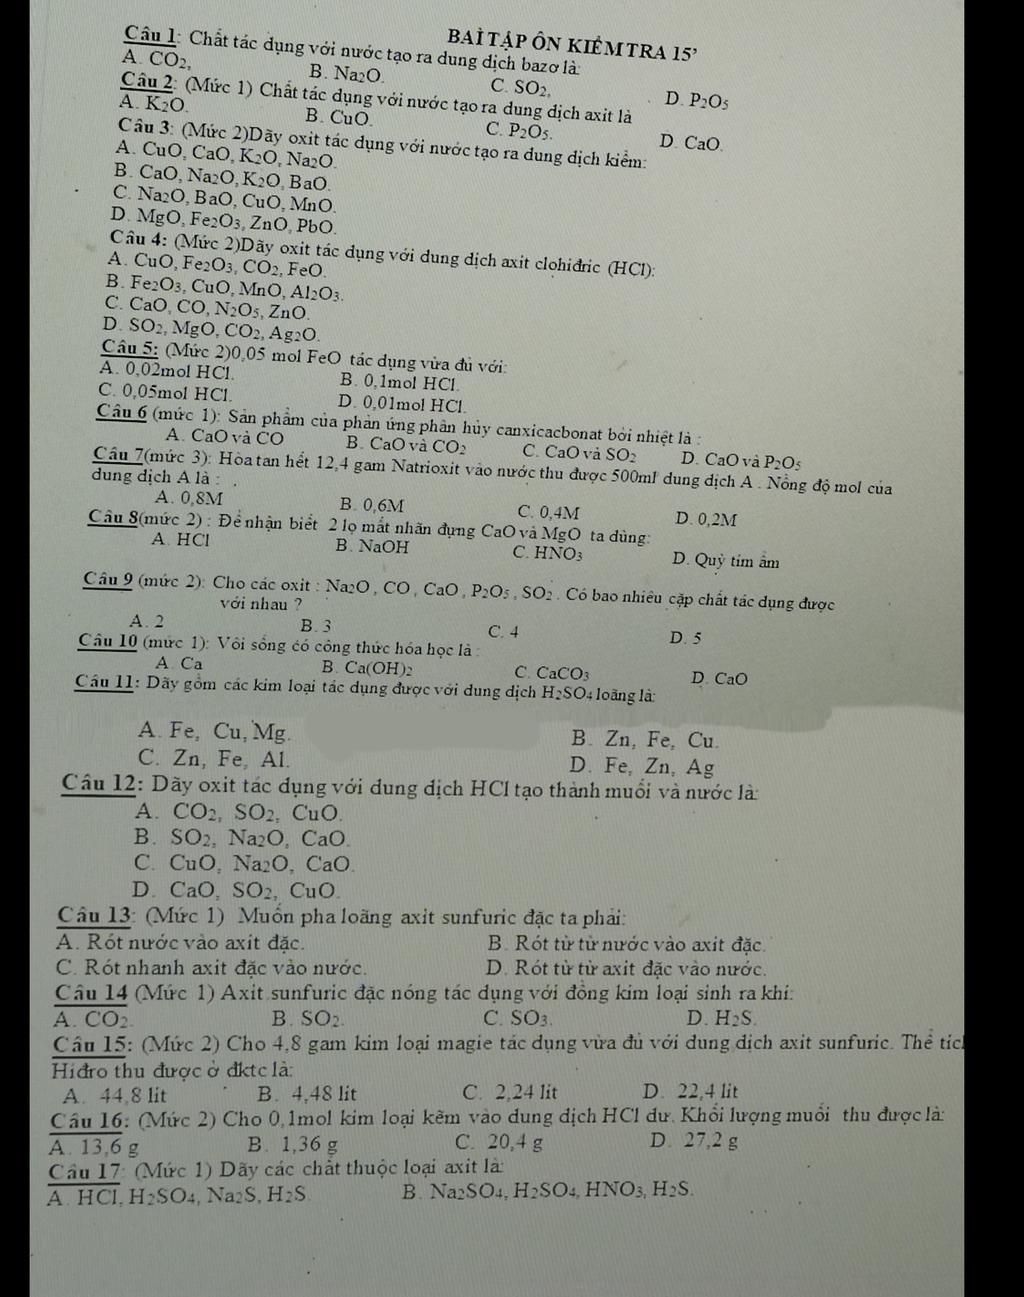 BAÌ TẬP ÔN KIỂM TRA 15'
Câu 1: Chất tác dụng với nước tạo ra dung dịch bazơ là:
A. CO₂, B. Na₂O. C. SO₂, D. P₂O₅
Câu 2: (Mức 1) Chất tác dụng với nước tạo ra dung dịch axit là
A. K₂O. B. CuO. C. P₂O₅. D. CaO.
Câu 3: (Mức 2)Dãy oxit tác dụng với nước tạo ra dung dịch kiềm:
A. CuO, CaO, K₂O, Na₂O.
B. CaO, Na₂O, K₂O, BaO.
C. Na₂O, BaO, CuO, MnO.
D. MgO, Fe₂O₃, ZnO, PbO.
Câu 4: (Mức 2)Dãy oxit tác dụng với dung dịch axit clohiđric (HCl):
A. CuO, Fe₂O₃, CO₂, FeO.
B. Fe₂O₃, CuO, MnO, Al₂O₃.
C. CaO, CO, N₂O₅, ZnO.
D. SO₂, MgO, CO₂, Ag₂O.
Câu 5: (Mức 2)0,05 mol FeO tác dụng vừa đủ với:
A. 0,02mol HCl. B. 0,1mol HCl.
C. 0,05mol HCl. D. 0,01mol HCl.
Câu 6 (mức 1): Sản phẩm của phản ứng phân hủy canxicacbonat bởi nhiệt là :
A. CaO và CO B. CaO và CO₂ C. CaO và SO₂ D. CaO và P₂O₅
Câu 7(mức 3): Hòa tan hết 12,4 gam Natrioxit vào nước thu được 500ml dung dịch A . Nồng độ mol của
dung dịch A là :
A. 0,8M B. 0,6M C. 0,4M D. 0,2M
Câu 8(mức 2) : Để nhận biết 2 lọ mất nhãn đựng CaO và MgO ta dùng:
A. HCl B. NaOH C. HNO₃ D. Quỳ tím ẩm
Câu 9 (mức 2): Cho các oxit : Na₂O , CO , CaO , P₂O₅ , SO₂ . Có bao nhiêu cặp chất tác dụng được
với nhau ?
A. 2 B. 3 C. 4 D. 5
Câu 10 (mức 1): Vôi sống có công thức hóa học là :
A. Ca B. Ca(OH)₂ C. CaCO₃ D. CaO
Câu 11: Dãy gồm các kim loại tác dụng được với dung dịch H₂SO₄ loãng là:
A. Fe, Cu, Mg. B. Zn, Fe, Cu.
C. Zn, Fe, Al. D. Fe, Zn, Ag
Câu 12: Dãy oxit tác dụng với dung dịch HCl tạo thành muối và nước là:
A. CO₂, SO₂, CuO.
B. SO₂, Na₂O, CaO.
C. CuO, Na₂O, CaO.
D. CaO, SO₂, CuO.
Câu 13: (Mức 1) Muốn pha loãng axit sunfuric đặc ta phải:
A. Rót nước vào axit đặc. B. Rót từ từ nước vào axit đặc.
C. Rót nhanh axit đặc vào nước. D. Rót từ từ axit đặc vào nước.
Câu 14 (Mức 1) Axit sunfuric đặc nóng tác dụng với đồng kim loại sinh ra khí:
A. CO₂. B. SO₂. C. SO₃. D. H₂S.
Câu 15: (Mức 2) Cho 4,8 gam kim loại magie tác dụng vừa đủ với dung dịch axit sunfuric. Thể tích
Hiđro thu được ở đktc là:
A. 44,8 lít B. 4,48 lít C. 2,24 lít D. 22,4 lít
Câu 16: (Mức 2) Cho 0,1mol kim loại kẽm vào dung dịch HCl dư. Khối lượng muối thu được là:
A. 13,6 g B. 1,36 g C. 20,4 g D. 27,2 g
Câu 17: (Mức 1) Dãy các chất thuộc loại axit là:
A. HCl, H₂SO₄, Na₂S, H₂S. B. Na₂SO₄, H₂SO₄, HNO₃, H₂S.